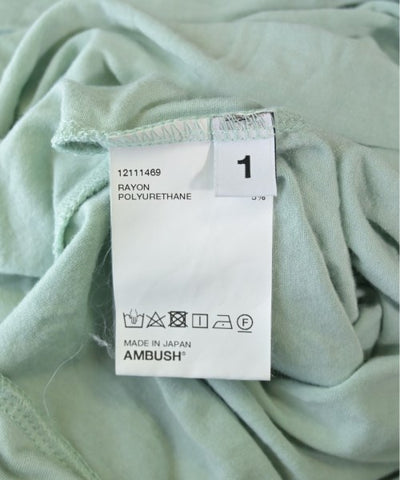 12111469
RAYON
POLYURETHANE 5%
1
MADE IN JAPAN
AMBUSH®